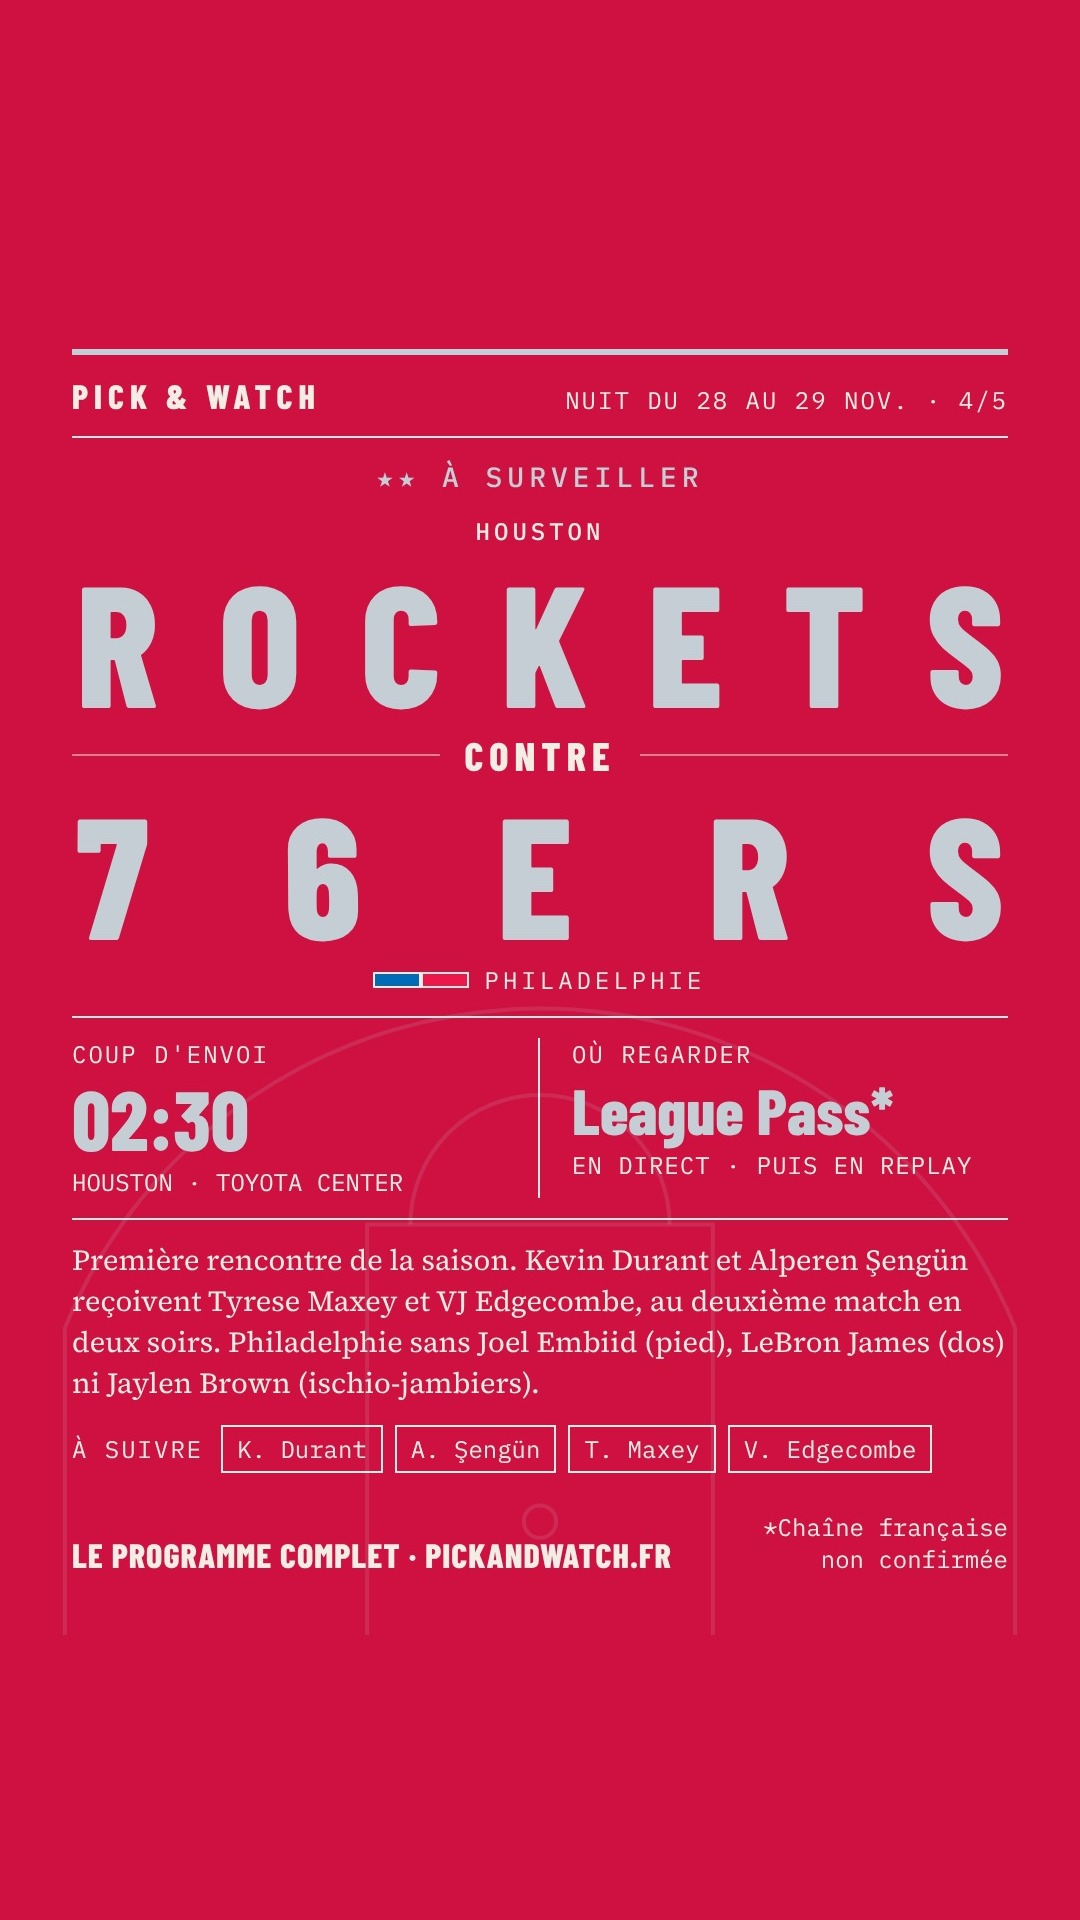 PICK & WATCH
NUIT DU 28 AU 29 NOV. · 4/5
★★ À SURVEILLER
HOUSTON
ROCKETS
CONTRE
76ERS
PHILADELPHIE
COUP D'ENVOI
02:30
HOUSTON · TOYOTA CENTER
OÙ REGARDER
League Pass*
EN DIRECT · PUIS EN REPLAY
Première rencontre de la saison. Kevin Durant et Alperen Şengün
reçoivent Tyrese Maxey et VJ Edgecombe, au deuxième match en
deux soirs. Philadelphie sans Joel Embiid (pied), LeBron James (dos)
ni Jaylen Brown (ischio-jambiers).
À SUIVRE K. Durant A. Şengün T. Maxey V. Edgecombe
LE PROGRAMME COMPLET · PICKANDWATCH.FR
*Chaîne française
non confirmée